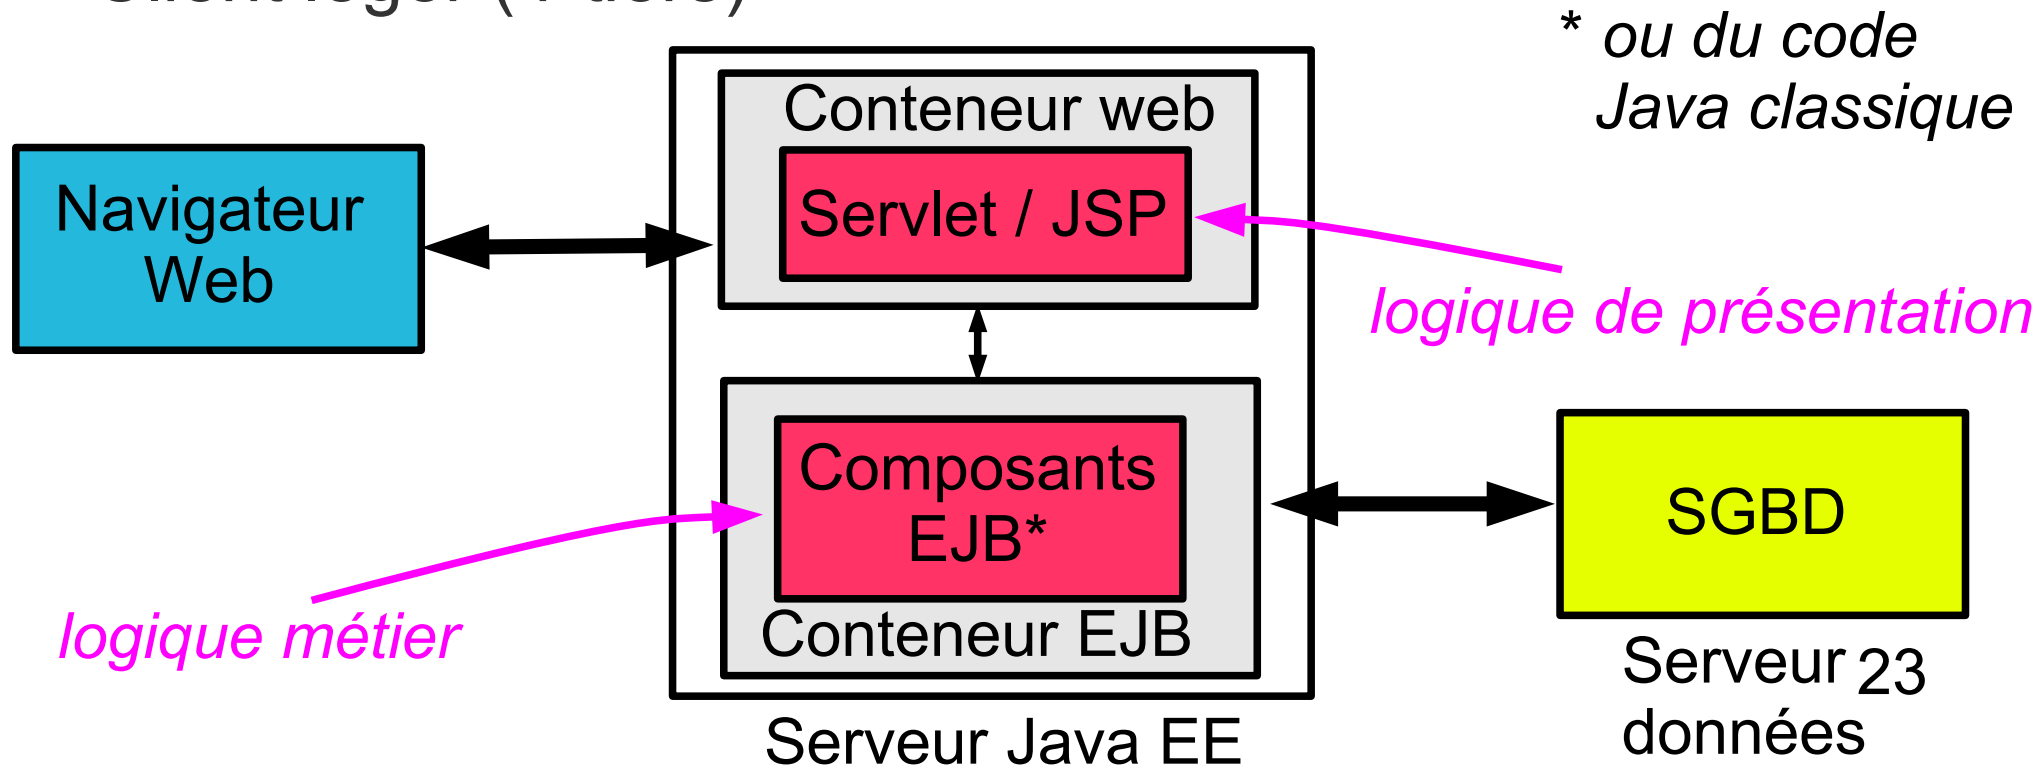 * ou du code
Java classique
Conteneur web
Servlet / JSP
Navigateur
Web
logique de présentation
Composants
EJB*
Conteneur EJB
logique métier
SGBD
Serveur
données
23
Serveur Java EE